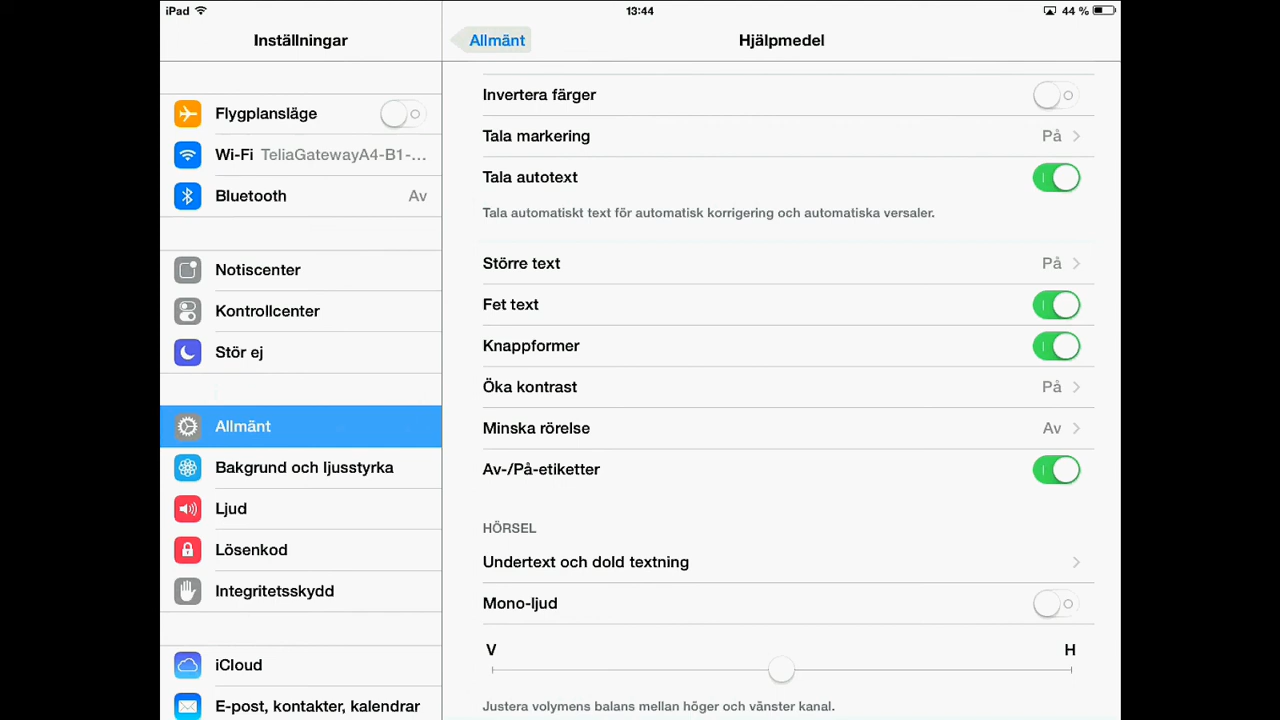 iPad 13:44 44 %
Inställningar
Flygplansläge
Wi-Fi TeliaGatewayA4-B1-...
Bluetooth Av
Notiscenter
Kontrollcenter
Stör ej
Allmänt
Bakgrund och ljusstyrka
Ljud
Lösenkod
Integritetsskydd
iCloud
E-post, kontakter, kalendrar
Allmänt Hjälpmedel
Invertera färger
Tala markering På
Tala autotext
Tala automatiskt text för automatisk korrigering och automatiska versaler.
Större text På
Fet text
Knappformer
Öka kontrast På
Minska rörelse Av
Av-/På-etiketter
HÖRSEL
Undertext och dold textning
Mono-ljud
V H
Justera volymens balans mellan höger och vänster kanal.